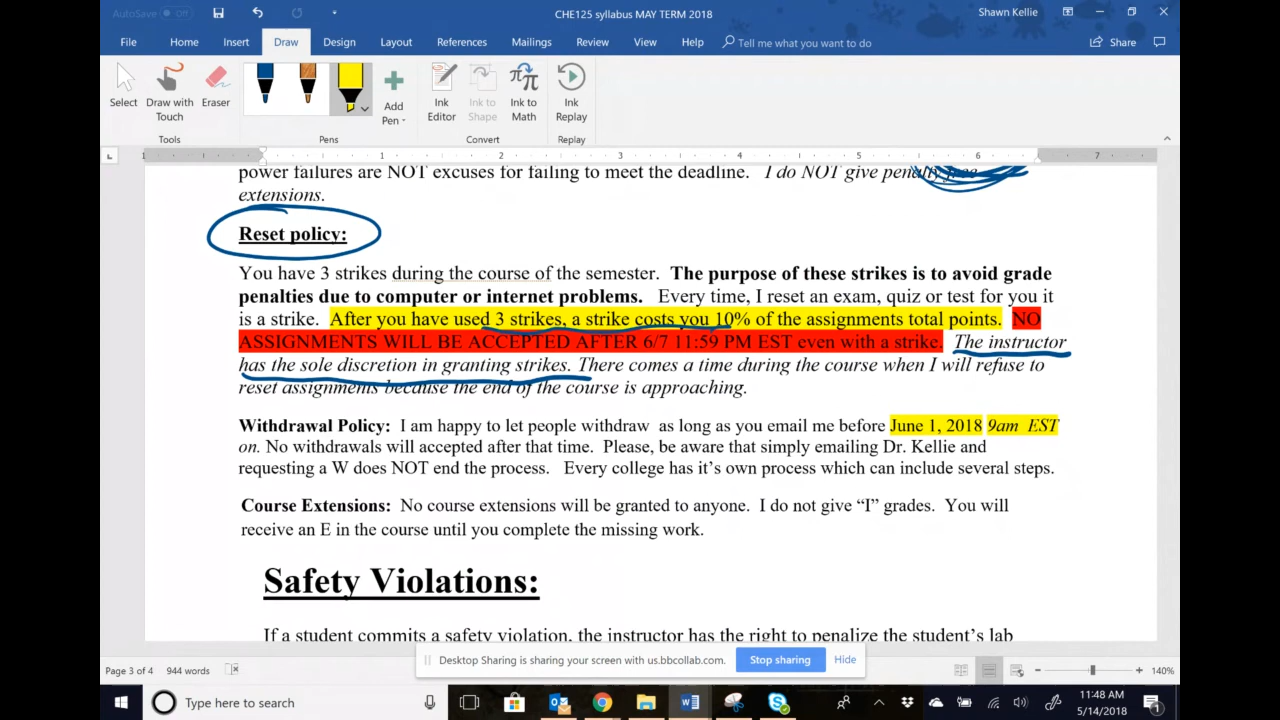 AutoSave Off
CHE125 syllabus MAY TERM 2018
Shawn Kellie
File Home Insert Draw Design Layout References Mailings Review View Help Tell me what you want to do Share
Select
Draw with Touch
Eraser
Add Pen
Ink Editor
Ink to Shape
Ink to Math
Ink Replay
Tools Pens Convert Replay
1 1 2 3 4 5 6 7
power failures are NOT excuses for failing to meet the deadline. I do NOT give penalty free
extensions.
Reset policy:
You have 3 strikes during the course of the semester. The purpose of these strikes is to avoid grade
penalties due to computer or internet problems. Every time, I reset an exam, quiz or test for you it
is a strike. After you have used 3 strikes, a strike costs you 10% of the assignments total points. NO
ASSIGNMENTS WILL BE ACCEPTED AFTER 6/7 11:59 PM EST even with a strike. The instructor
has the sole discretion in granting strikes. There comes a time during the course when I will refuse to
reset assignments because the end of the course is approaching.
Withdrawal Policy: I am happy to let people withdraw as long as you email me before June 1, 2018 9am EST
on. No withdrawals will accepted after that time. Please, be aware that simply emailing Dr. Kellie and
requesting a W does NOT end the process. Every college has it's own process which can include several steps.
Course Extensions: No course extensions will be granted to anyone. I do not give “I” grades. You will
receive an E in the course until you complete the missing work.
Safety Violations:
If a student commits a safety violation, the instructor has the right to penalize the student's lab
Desktop Sharing is sharing your screen with us.bbcollab.com. Stop sharing Hide
Page 3 of 4 944 words 140%
Type here to search
11:48 AM
5/14/2018
1